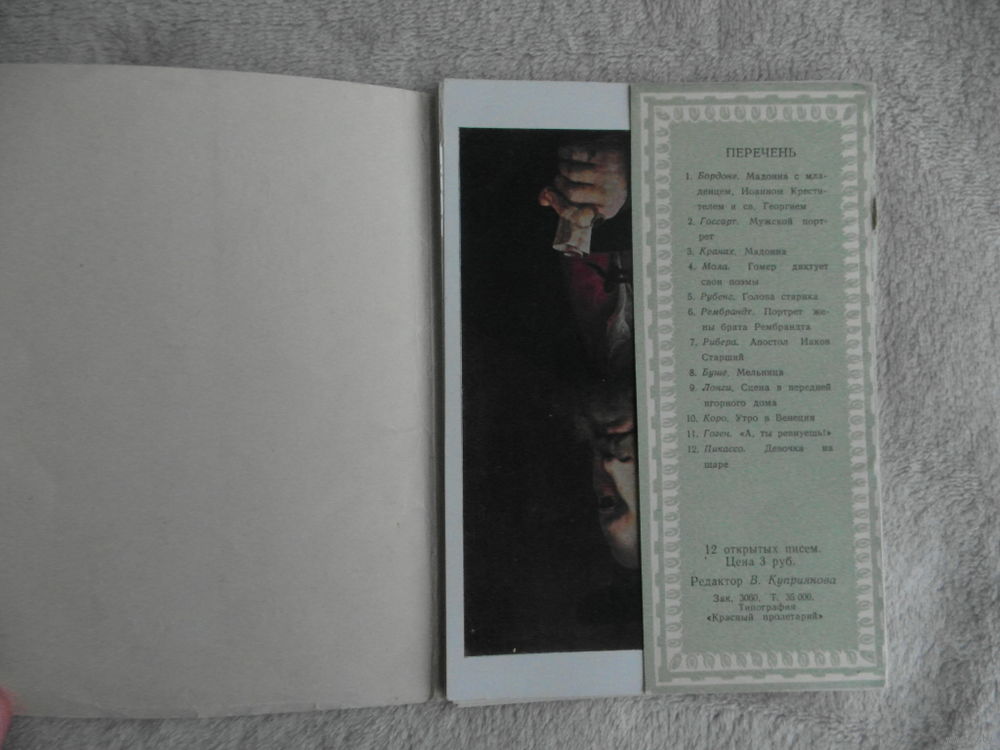 ПЕРЕЧЕНЬ
1. Бордоне. Мадонна с мла-
денцем, Иоанном Крести-
телем и св. Георгием
2. Госсарт. Мужской порт-
рет
3. Кранах. Мадонна
4. Мола. Гомер диктует
свои поэмы
5. Рубенс. Голова старика
6. Рембрандт. Портрет же-
ны брата Рембрандта
7. Рибера. Апостол Иаков
Старший
8. Буше. Мельница
9. Лонги. Сцена в передней
игорного дома
10. Коро. Утро в Венеции
11. Гоген. «А, ты ревнуешь!»
12. Пикассо. Девочка на
шаре
12 открытых писем.
Цена 3 руб.
Редактор В. Куприянова
Зак. 3060. Т. 35 000.
Типография
«Красный пролетарий»